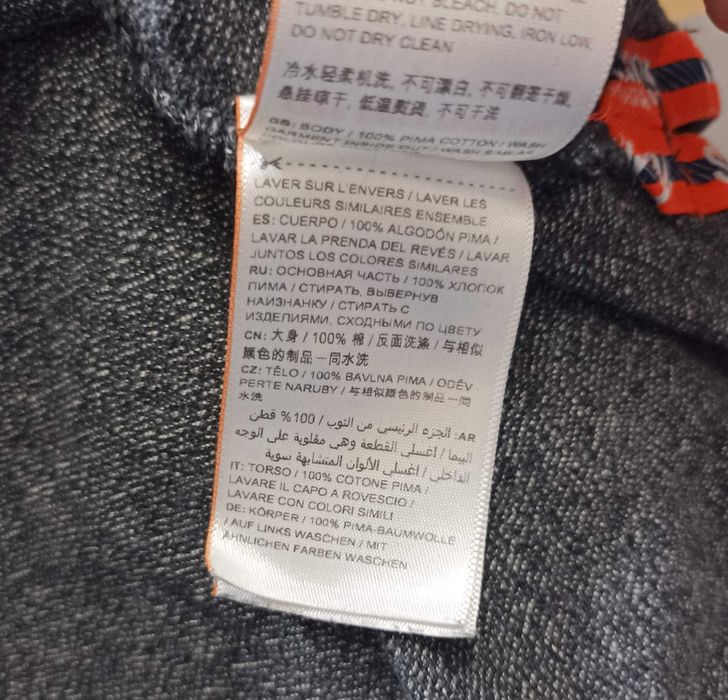 BLEACH. DO NOT
TUMBLE DRY, LINE DRYING, IRON LOW,
DO NOT DRY CLEAN
冷水轻柔机洗, 不可漂白, 不可翻笼干燥,
悬挂晾干, 低温熨烫, 不可干洗
GB: BODY / 100% PIMA COTTON / WASH
GARMENT INSIDE OUT / WASH SIMILAR
LAVER SUR L'ENVERS / LAVER LES
COULEURS SIMILAIRES ENSEMBLE
ES: CUERPO / 100% ALGODÓN PIMA /
LAVAR LA PRENDA DEL REVÉS / LAVAR
JUNTOS LOS COLORES SIMILARES
RU: ОСНОВНАЯ ЧАСТЬ / 100% ХЛОПОК
ПИМА / СТИРАТЬ, ВЫВЕРНУВ
НАИЗНАНКУ / СТИРАТЬ С
ИЗДЕЛИЯМИ, СХОДНЫМИ ПО ЦВЕТУ
CN: 大身 / 100% 棉 / 反面洗涤 / 与相似
颜色的制品一同水洗
CZ: TĚLO / 100% BAVLNA PIMA / ODĚV
PERTE NARUBY / 与相似颜色的制品一同
水洗
AR: الجزء الرئيسي من الثوب / 100% قطن
البيما / اغسلي القطعة وهي مقلوبة على الوجه
الداخلي / اغسلي الألوان المتشابهة سوية
IT: TORSO / 100% COTONE PIMA /
LAVARE IL CAPO A ROVESCIO /
LAVARE CON COLORI SIMILI
DE: KÖRPER / 100% PIMA-BAUMWOLLE
/ AUF LINKS WASCHEN / MIT
ÄHNLICHEN FARBEN WASCHEN